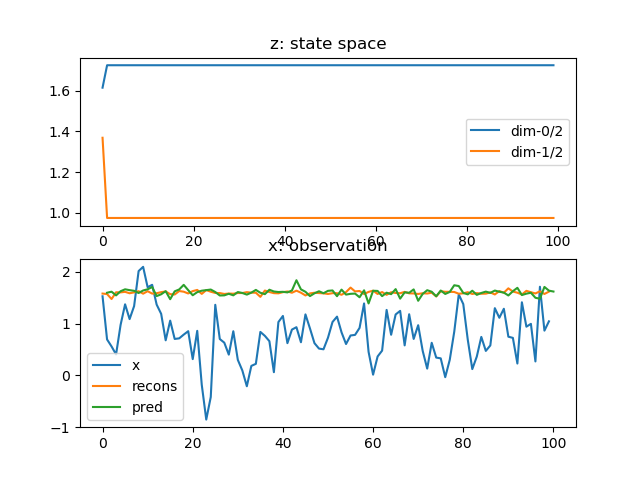 z: state space
1.6
1.4
1.2
1.0
dim-0/2
dim-1/2
0 20 40 60 80 100
x: observation
2
1
0
−1
x
recons
pred
0 20 40 60 80 100